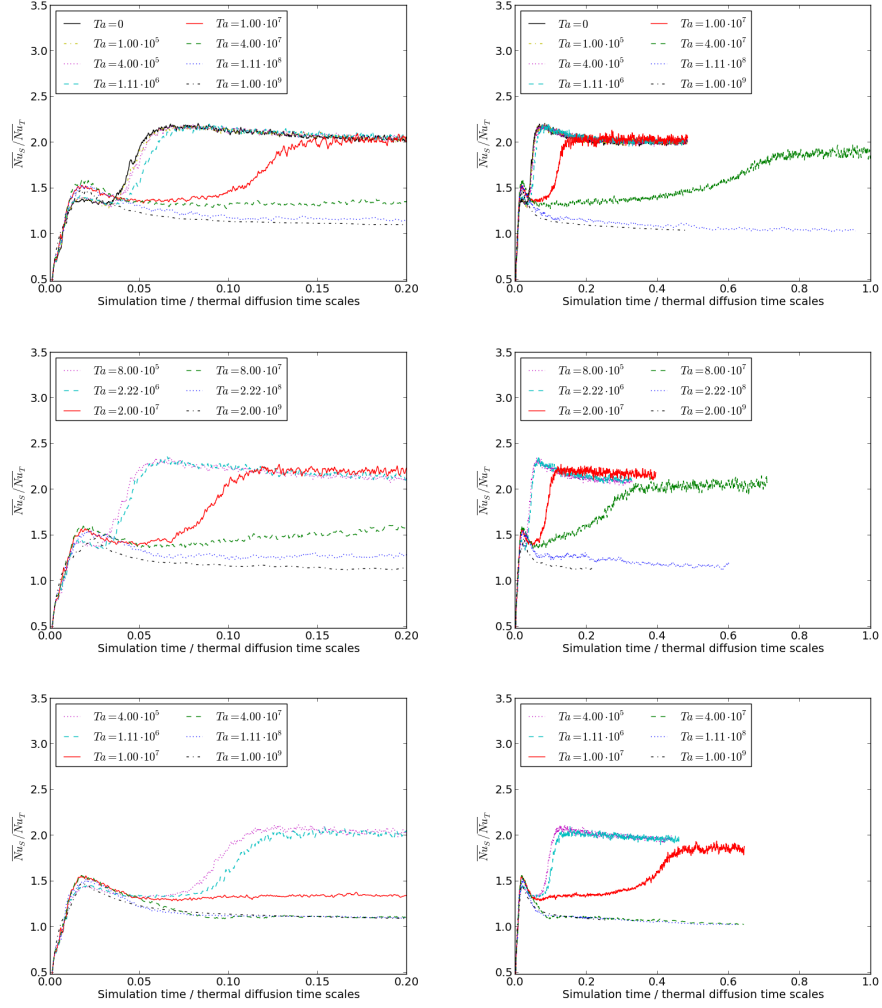 3.5
3.0
2.5
2.0
1.5
1.0
0.5
Nu_S / Nu_T
Ta=0
Ta=1.00·10^5
Ta=4.00·10^5
Ta=1.11·10^6
Ta=1.00·10^7
Ta=4.00·10^7
Ta=1.11·10^8
Ta=1.00·10^9
0.00 0.05 0.10 0.15 0.20
Simulation time / thermal diffusion time scales
3.5
3.0
2.5
2.0
1.5
1.0
0.5
Nu_S / Nu_T
Ta=0
Ta=1.00·10^5
Ta=4.00·10^5
Ta=1.11·10^6
Ta=1.00·10^7
Ta=4.00·10^7
Ta=1.11·10^8
Ta=1.00·10^9
0.0 0.2 0.4 0.6 0.8 1.0
Simulation time / thermal diffusion time scales
3.5
3.0
2.5
2.0
1.5
1.0
0.5
Nu_S / Nu_T
Ta=8.00·10^5
Ta=2.22·10^6
Ta=2.00·10^7
Ta=8.00·10^7
Ta=2.22·10^8
Ta=2.00·10^9
0.00 0.05 0.10 0.15 0.20
Simulation time / thermal diffusion time scales
3.5
3.0
2.5
2.0
1.5
1.0
0.5
Nu_S / Nu_T
Ta=8.00·10^5
Ta=2.22·10^6
Ta=2.00·10^7
Ta=8.00·10^7
Ta=2.22·10^8
Ta=2.00·10^9
0.0 0.2 0.4 0.6 0.8 1.0
Simulation time / thermal diffusion time scales
3.5
3.0
2.5
2.0
1.5
1.0
0.5
Nu_S / Nu_T
Ta=4.00·10^5
Ta=1.11·10^6
Ta=1.00·10^7
Ta=4.00·10^7
Ta=1.11·10^8
Ta=1.00·10^9
0.00 0.05 0.10 0.15 0.20
Simulation time / thermal diffusion time scales
3.5
3.0
2.5
2.0
1.5
1.0
0.5
Nu_S / Nu_T
Ta=4.00·10^5
Ta=1.11·10^6
Ta=1.00·10^7
Ta=4.00·10^7
Ta=1.11·10^8
Ta=1.00·10^9
0.0 0.2 0.4 0.6 0.8 1.0
Simulation time / thermal diffusion time scales